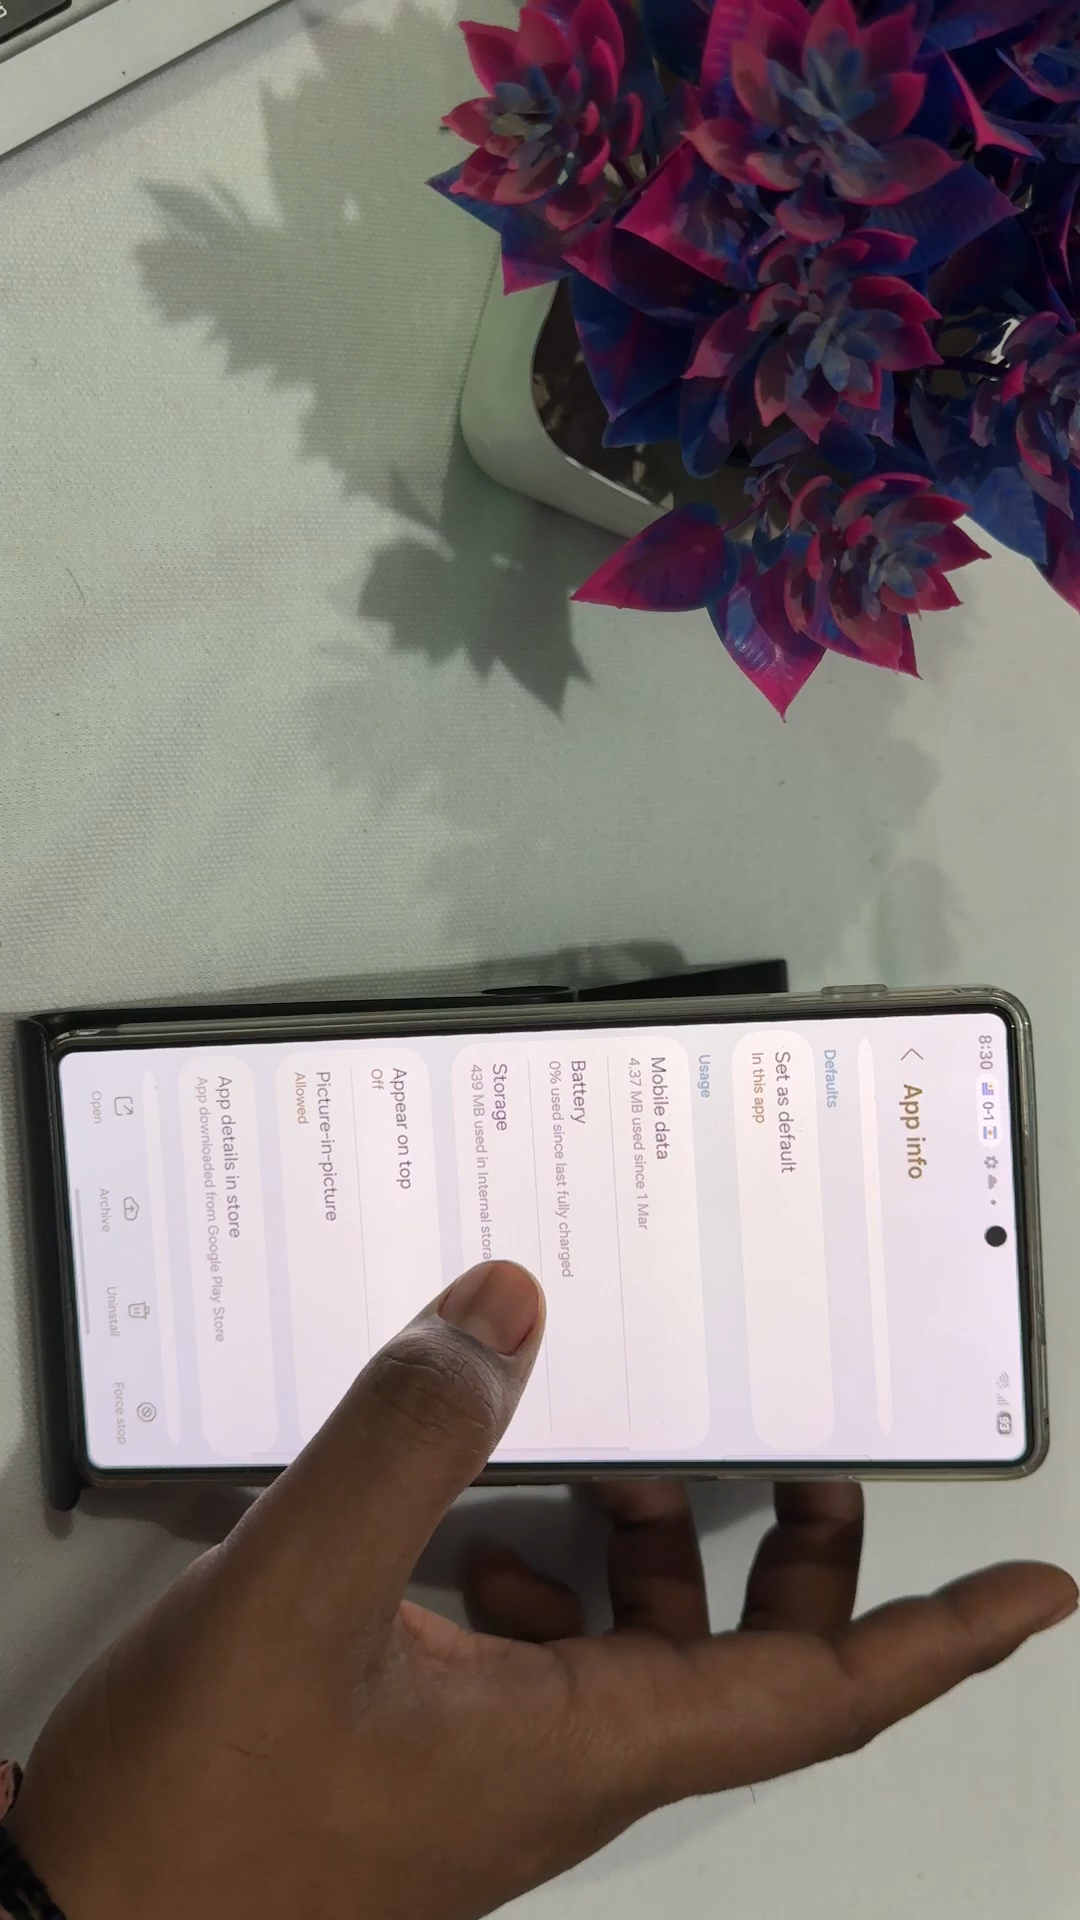 8:30
93
App info
Defaults
Set as default
In this app
Usage
Mobile data
4.37 MB used since 1 Mar
Battery
0% used since last fully charged
Storage
439 MB used in Internal stora
Appear on top
Off
Picture-in-picture
Allowed
App details in store
App downloaded from Google Play Store
Open
Archive
Uninstall
Force stop